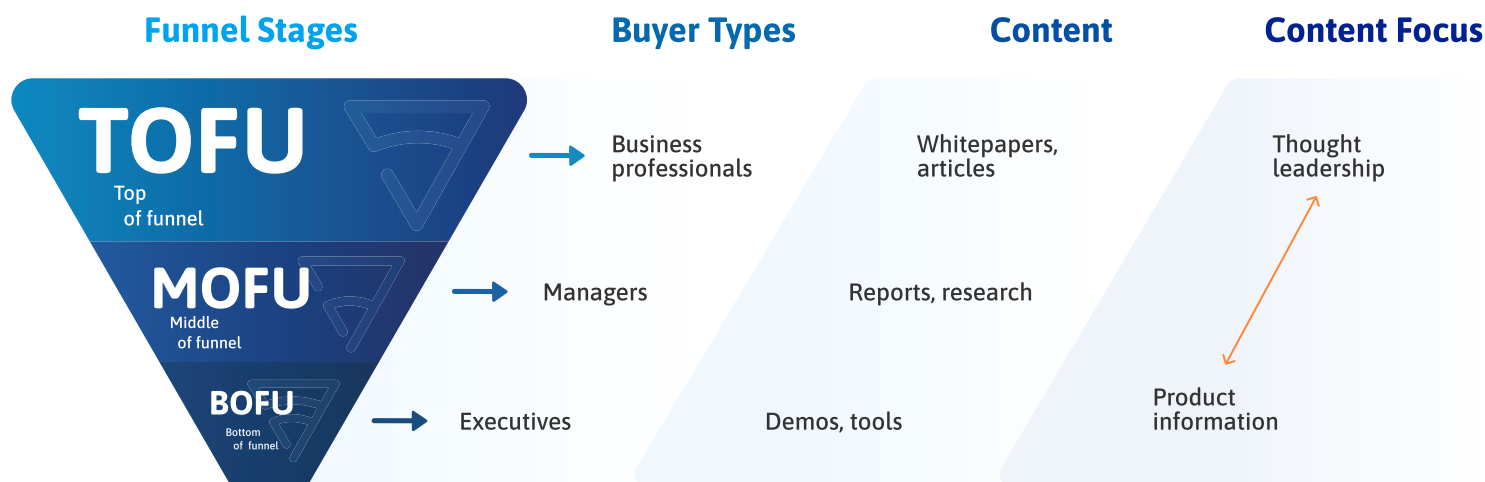 Funnel Stages
Buyer Types
Content
Content Focus
TOFU
Top
of funnel
Business
professionals
Whitepapers,
articles
Thought
leadership
MOFU
Middle
of funnel
Managers
Reports, research
BOFU
Bottom
of funnel
Executives
Demos, tools
Product
information